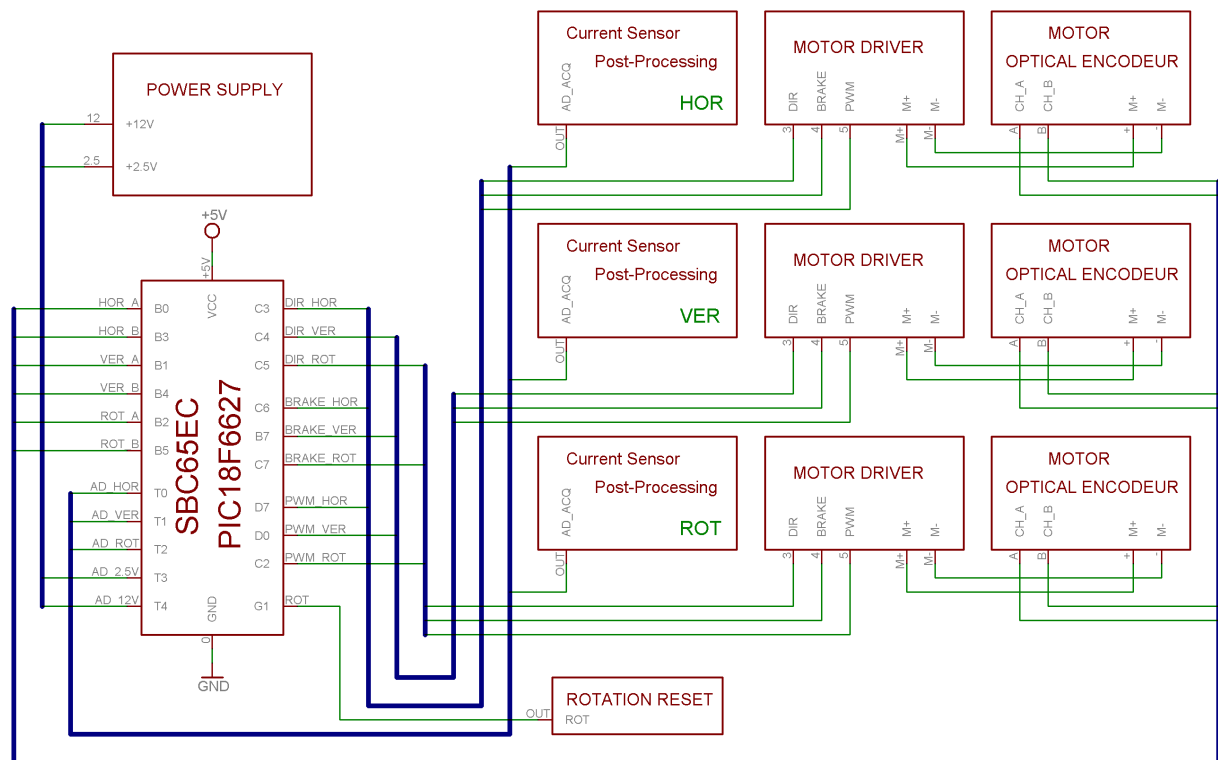 POWER SUPPLY
12
+12V
2.5
+2.5V
+5V
+5V
VCC
HOR_A
B0
HOR_B
B3
VER_A
B1
VER_B
B4
ROT_A
B2
ROT_B
B5
AD_HOR
T0
AD_VER
T1
AD_ROT
T2
AD_2.5V
T3
AD_12V
T4
SBC65EC
PIC18F6627
C3
DIR_HOR
C4
DIR_VER
C5
DIR_ROT
C6
BRAKE_HOR
B7
BRAKE_VER
C7
BRAKE_ROT
D7
PWM_HOR
D0
PWM_VER
C2
PWM_ROT
G1
ROT
GND
0
GND
Current Sensor
Post-Processing
AD_ACQ
HOR
OUT
MOTOR DRIVER
DIR
BRAKE
PWM
M+
M-
3
4
5
M+
M-
MOTOR
OPTICAL ENCODEUR
CH_A
CH_B
M+
M-
A
B
+
-
Current Sensor
Post-Processing
AD_ACQ
VER
OUT
MOTOR DRIVER
DIR
BRAKE
PWM
M+
M-
3
4
5
M+
M-
MOTOR
OPTICAL ENCODEUR
CH_A
CH_B
M+
M-
A
B
+
-
Current Sensor
Post-Processing
AD_ACQ
ROT
OUT
MOTOR DRIVER
DIR
BRAKE
PWM
M+
M-
3
4
5
M+
M-
MOTOR
OPTICAL ENCODEUR
CH_A
CH_B
M+
M-
A
B
+
-
ROTATION RESET
OUT
ROT